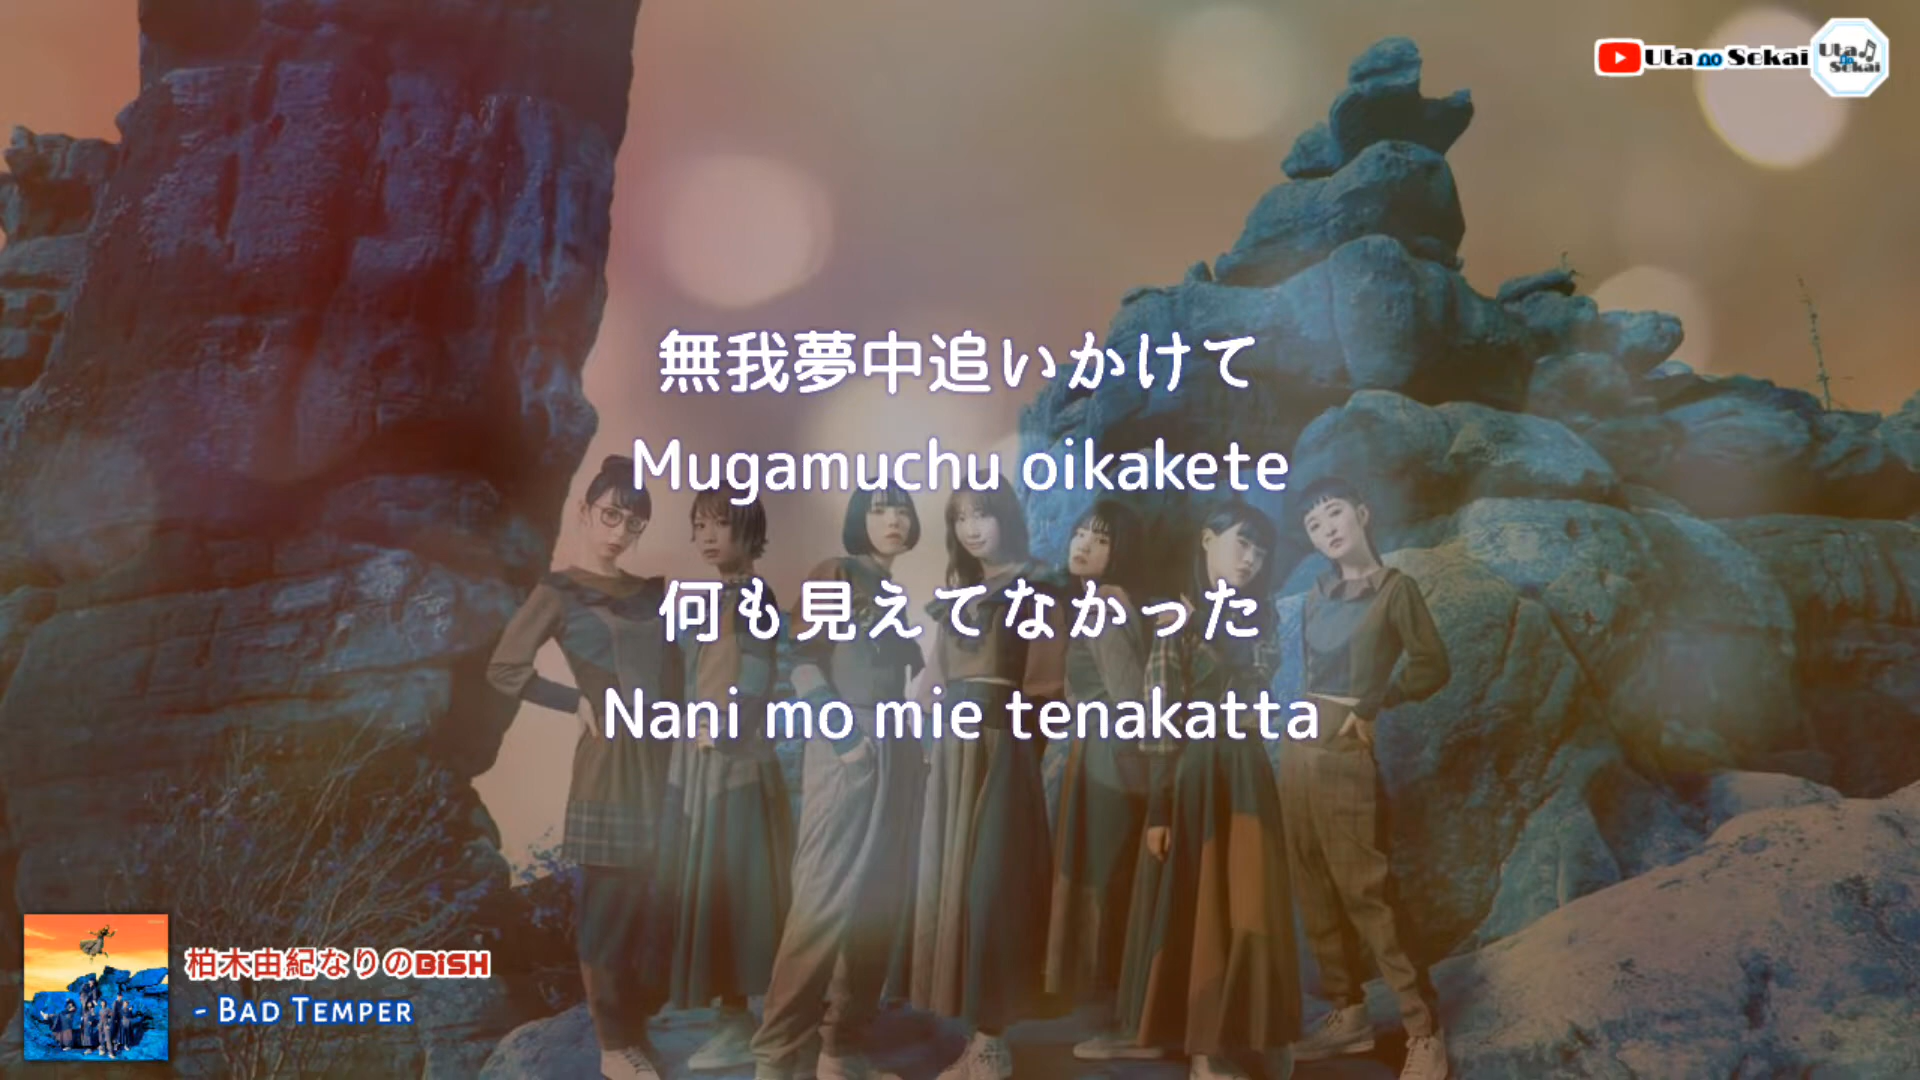 Uta no Sekai
Uta no Sekai
無我夢中追いかけて
Mugamuchu oikakete
何も見えてなかった
Nani mo mie tenakatta
柏木由紀なりのBiSH
- BAD TEMPER